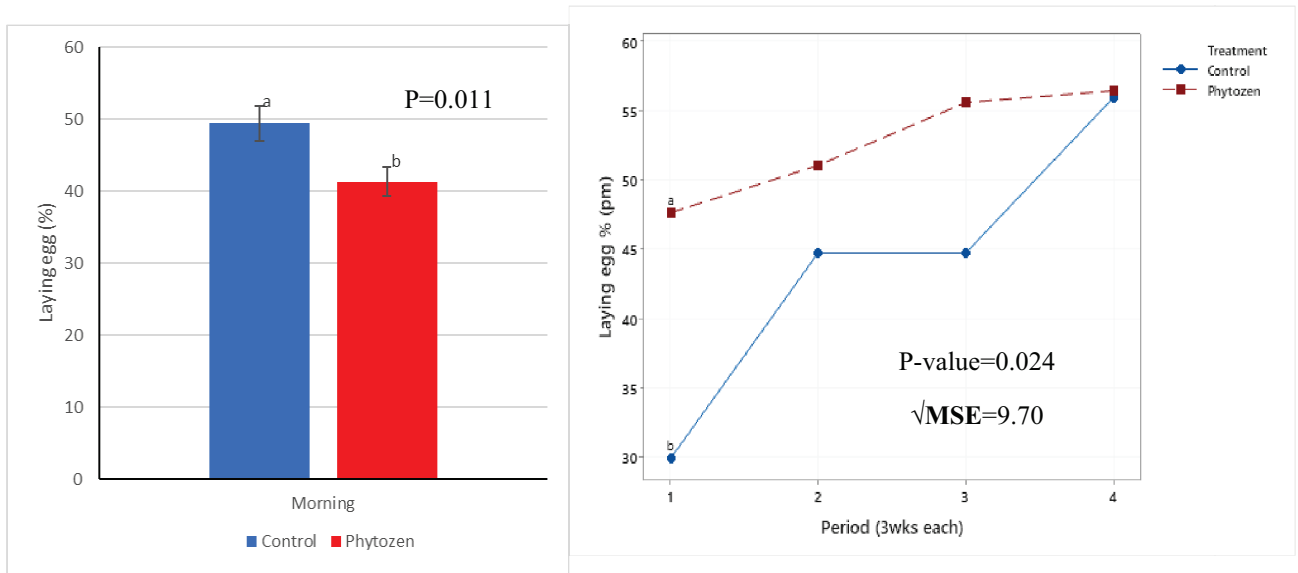 60
50
40
30
20
10
0
Laying egg (%)
a
b
P=0.011
Morning
Control
Phytozen
60
55
50
45
40
35
30
Laying egg % (pm)
a
b
P-value=0.024
√MSE=9.70
1 2 3 4
Period (3wks each)
Treatment
Control
Phytozen